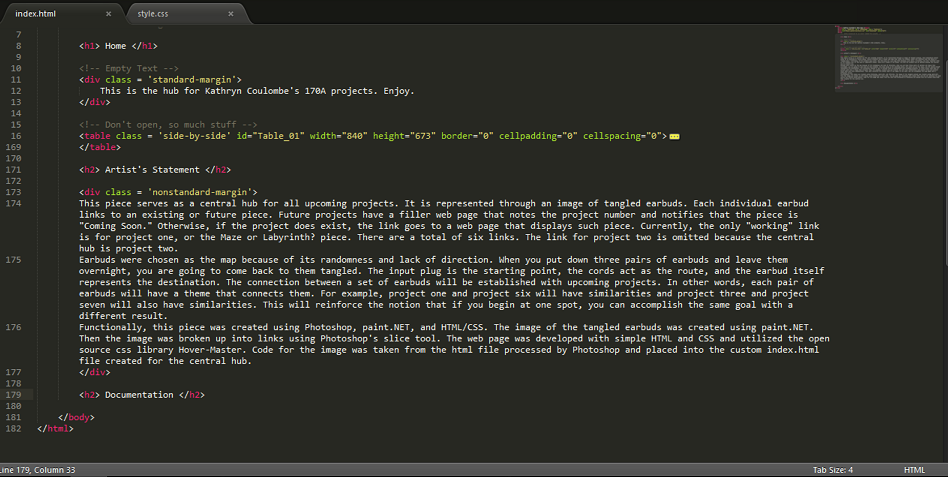 index.html × style.css ×
7
8 <h1> Home </h1>
9
10 <!-- Empty Text -->
11 <div class = 'standard-margin'>
12 This is the hub for Kathryn Coulombe's 170A projects. Enjoy.
13 </div>
14
15 <!-- Don't open, so much stuff -->
16 <table class = 'side-by-side' id="Table_01" width="840" height="673" border="0" cellpadding="0" cellspacing="0">
169 </table>
170
171 <h2> Artist's Statement </h2>
172
173 <div class = 'nonstandard-margin'>
174 This piece serves as a central hub for all upcoming projects. It is represented through an image of tangled earbuds. Each individual earbud
links to an existing or future piece. Future projects have a filler web page that notes the project number and notifies that the piece is
"Coming Soon." Otherwise, if the project does exist, the link goes to a web page that displays such piece. Currently, the only "working" link
is for project one, or the Maze or Labyrinth? piece. There are a total of six links. The link for project two is omitted because the central
hub is project two.
175 Earbuds were chosen as the map because of its randomness and lack of direction. When you put down three pairs of earbuds and leave them
overnight, you are going to come back to them tangled. The input plug is the starting point, the cords act as the route, and the earbud itself
represents the destination. The connection between a set of earbuds will be established with upcoming projects. In other words, each pair of
earbuds will have a theme that connects them. For example, project one and project six will have similarities and project three and project
seven will also have similarities. This will reinforce the notion that if you begin at one spot, you can accomplish the same goal with a
different result.
176 Functionally, this piece was created using Photoshop, paint.NET, and HTML/CSS. The image of the tangled earbuds was created using paint.NET.
Then the image was broken up into links using Photoshop's slice tool. The web page was developed with simple HTML and CSS and utilized the open
source css library Hover-Master. Code for the image was taken from the html file processed by Photoshop and placed into the custom index.html
file created for the central hub.
177 </div>
178
179 <h2> Documentation </h2>
180
181 </body>
182 </html>
Line 179, Column 33 Tab Size: 4 HTML